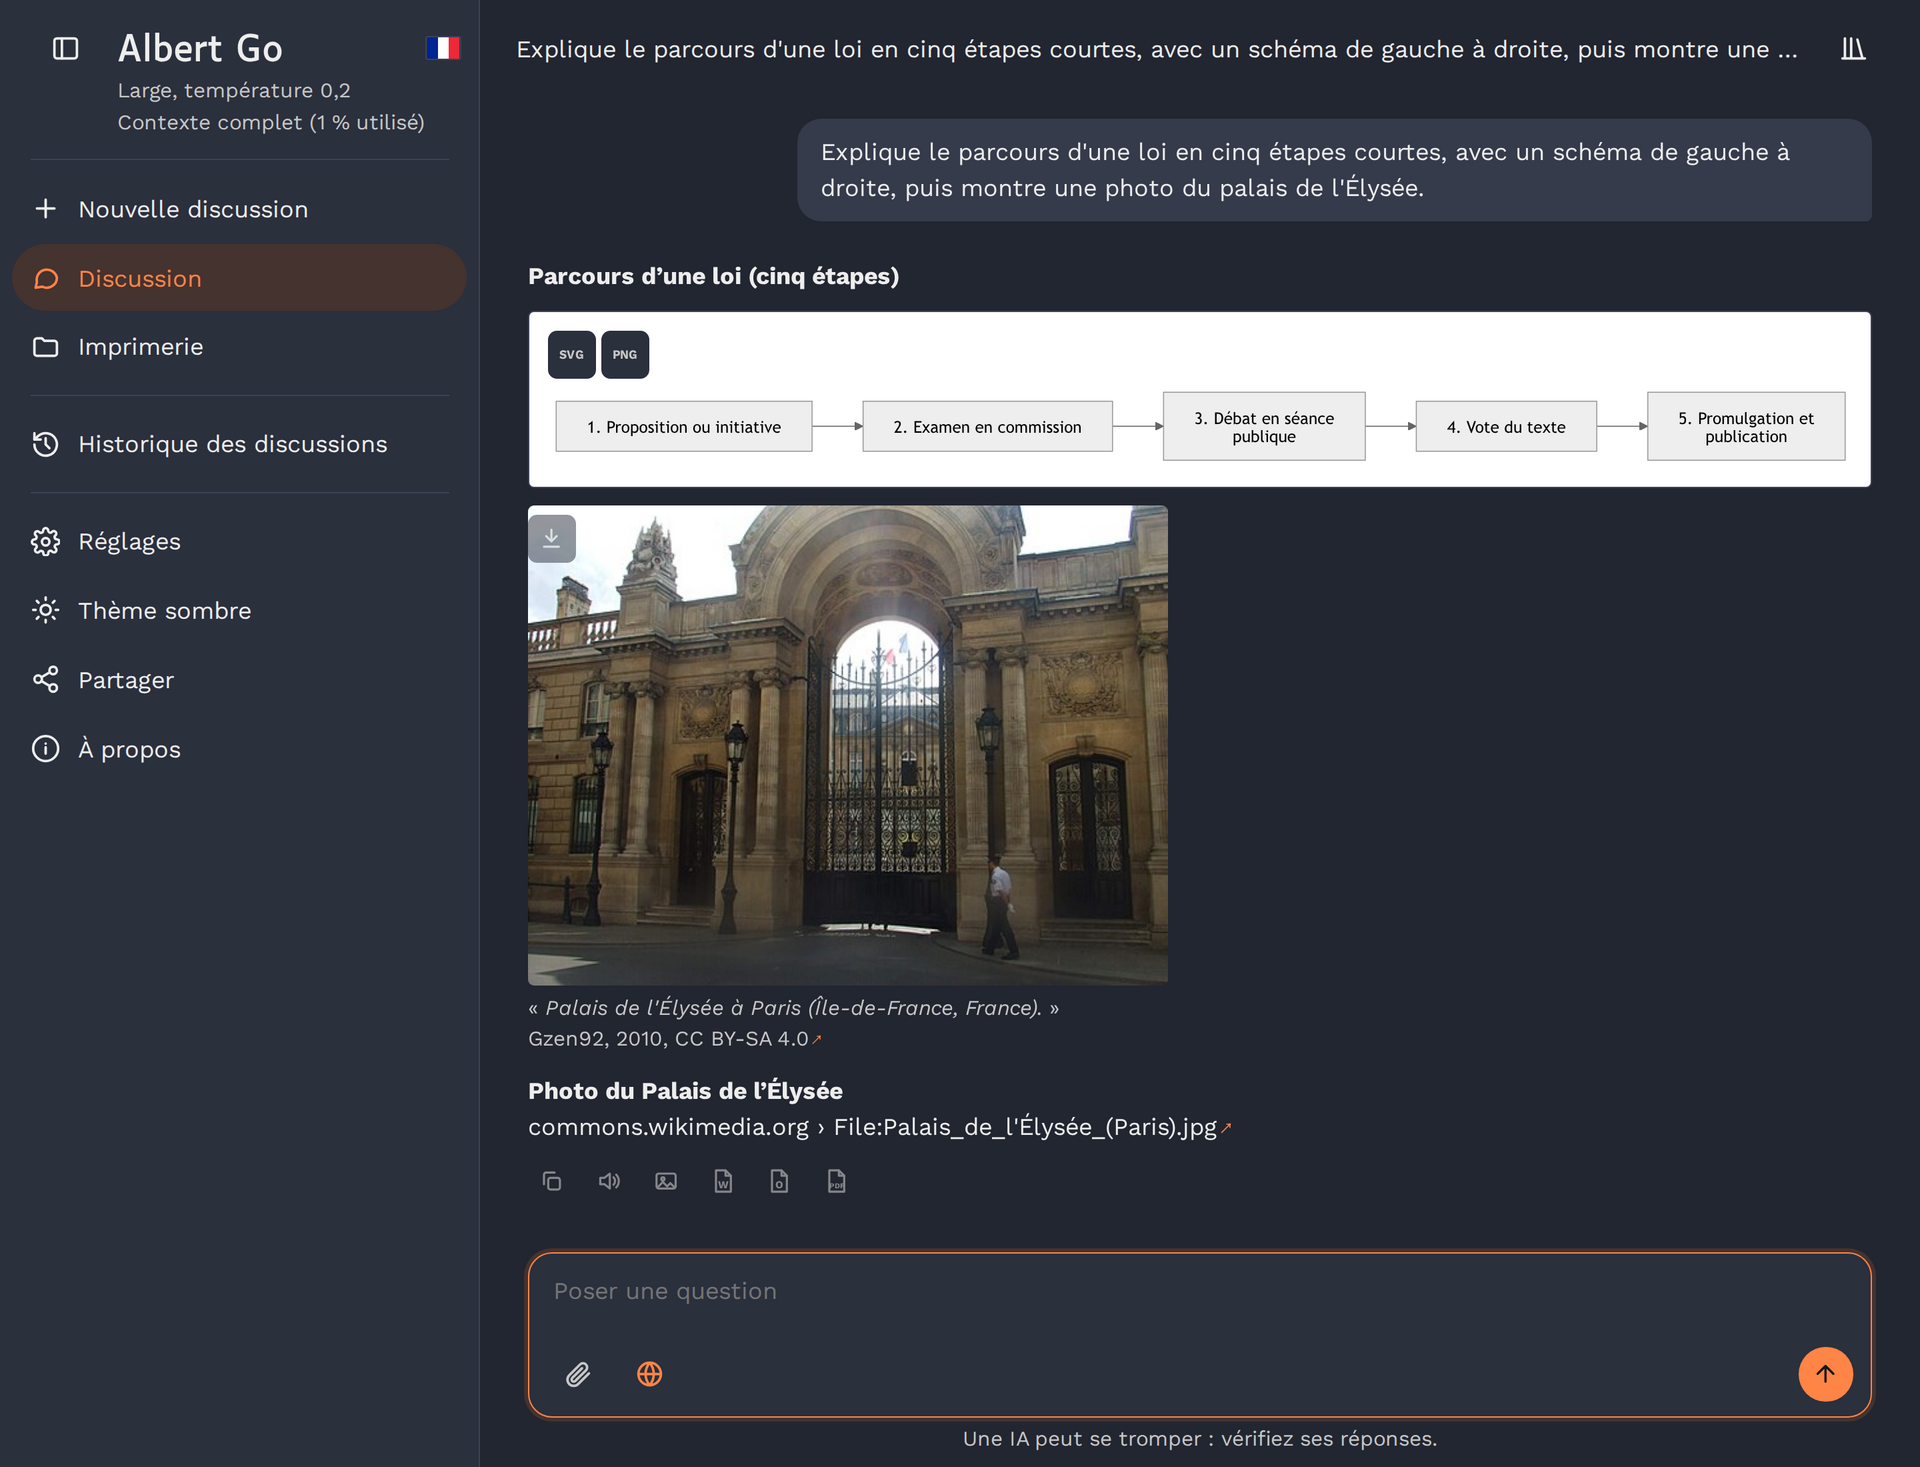 Albert Go
Large, température 0,2
Contexte complet (1 % utilisé)
Nouvelle discussion
Discussion
Imprimerie
Historique des discussions
Réglages
Thème sombre
Partager
À propos
Explique le parcours d'une loi en cinq étapes courtes, avec un schéma de gauche à droite, puis montre une ...
Explique le parcours d'une loi en cinq étapes courtes, avec un schéma de gauche à
droite, puis montre une photo du palais de l'Élysée.
Parcours d’une loi (cinq étapes)
SVG PNG
1. Proposition ou initiative
2. Examen en commission
3. Débat en séance
publique
4. Vote du texte
5. Promulgation et
publication
« Palais de l'Élysée à Paris (Île-de-France, France). »
Gzen92, 2010, CC BY-SA 4.0↗
Photo du Palais de l’Élysée
commons.wikimedia.org › File:Palais_de_l'Élysée_(Paris).jpg↗
W O PDF
Poser une question
Une IA peut se tromper : vérifiez ses réponses.